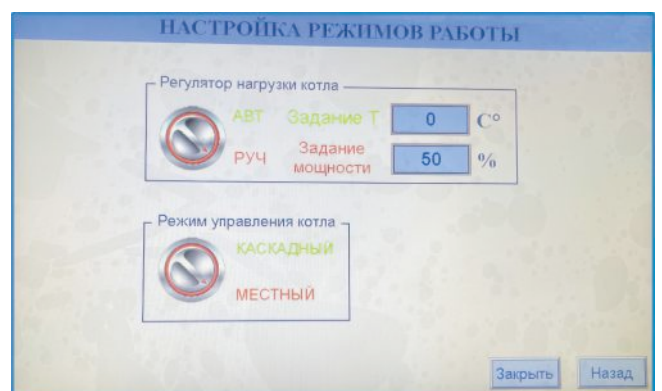 НАСТРОЙКА РЕЖИМОВ РАБОТЫ
Регулятор нагрузки котла
АВТ Задание Т 0 С°
РУЧ Задание мощности 50 %
Режим управления котла
КАСКАДНЫЙ
МЕСТНЫЙ
Закрыть Назад